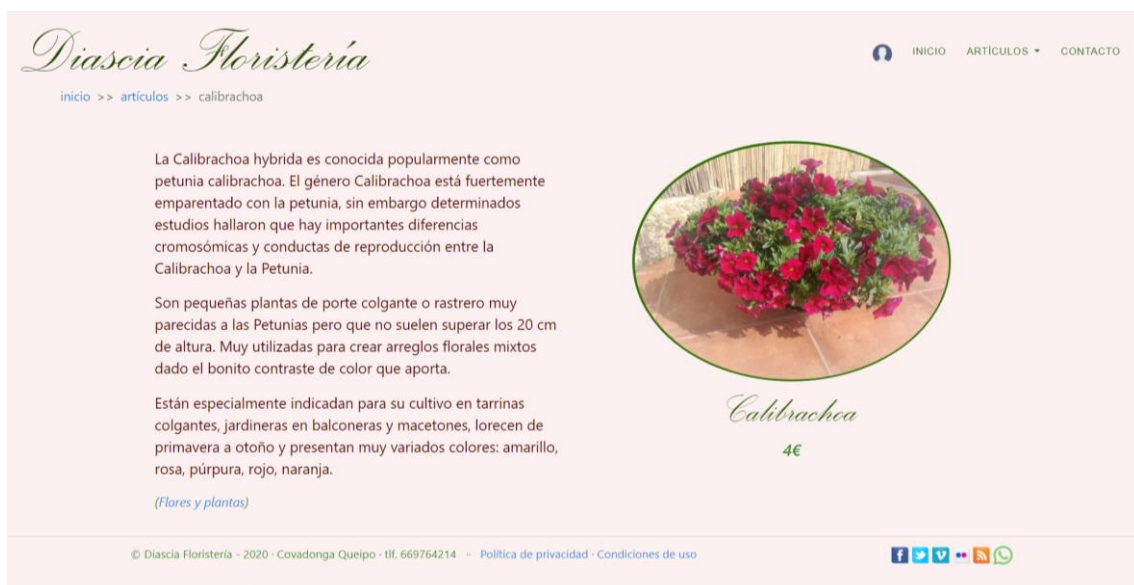 Diascia Floristería
INICIO ARTÍCULOS CONTACTO
inicio >> artículos >> calibrachoa
La Calibrachoa hybrida es conocida popularmente como
petunia calibrachoa. El género Calibrachoa está fuertemente
emparentado con la petunia, sin embargo determinados
estudios hallaron que hay importantes diferencias
cromosómicas y conductas de reproducción entre la
Calibrachoa y la Petunia.
Son pequeñas plantas de porte colgante o rastrero muy
parecidas a las Petunias pero que no suelen superar los 20 cm
de altura. Muy utilizadas para crear arreglos florales mixtos
dado el bonito contraste de color que aporta.
Están especialmente indicadan para su cultivo en tarrinas
colgantes, jardineras en balconeras y macetones, lorecen de
primavera a otoño y presentan muy variados colores: amarillo,
rosa, púrpura, rojo, naranja.
(Flores y plantas)
Calibrachoa
4€
© Diascia Floristería - 2020 · Covadonga Queipo · tlf. 669764214 -- Política de privacidad · Condiciones de uso